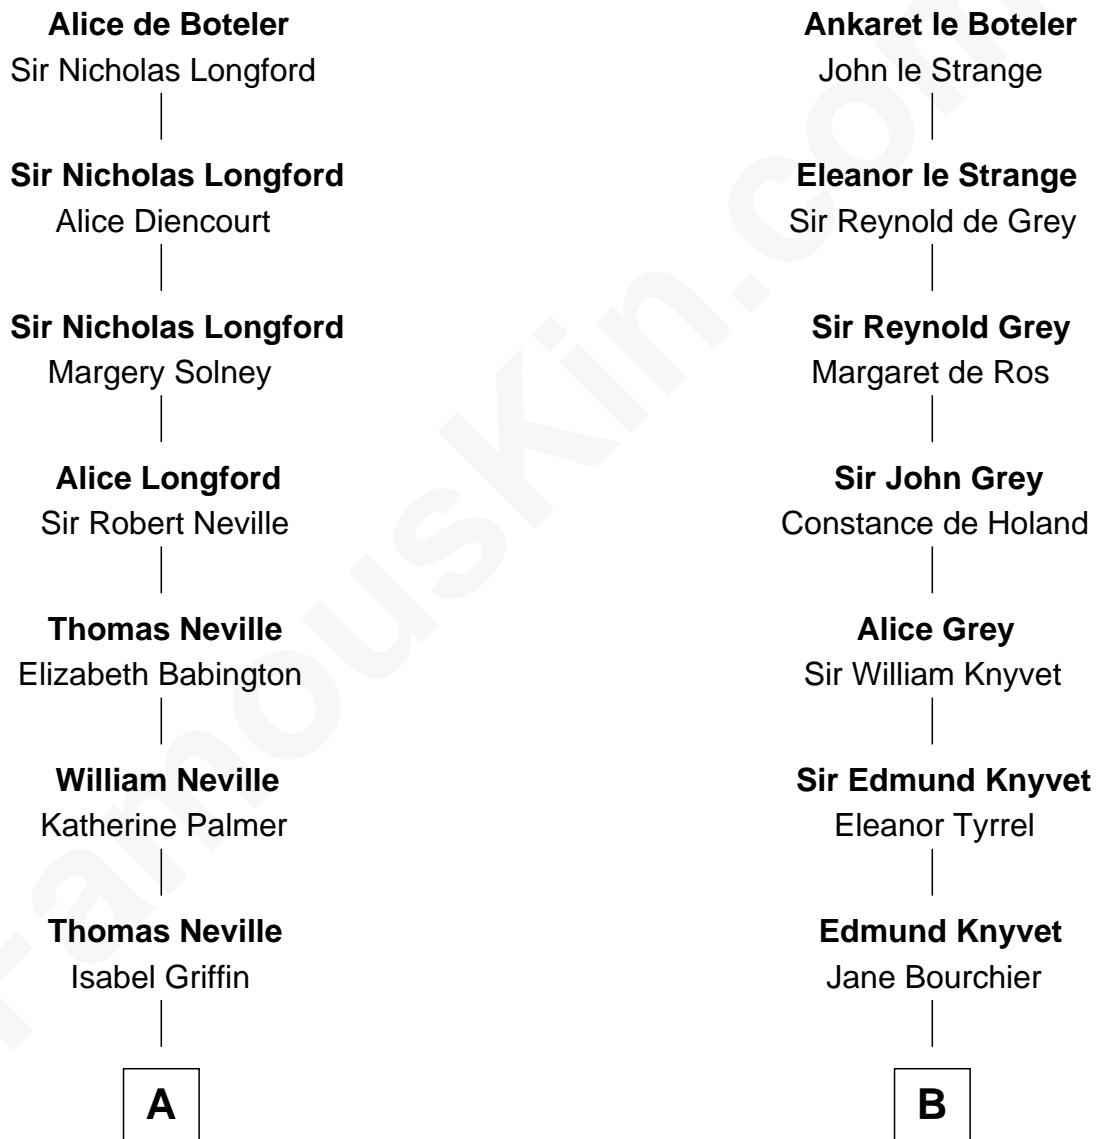 Alice de Boteler
Sir Nicholas Longford
Sir Nicholas Longford
Alice Diencourt
Sir Nicholas Longford
Margery Solney
Alice Longford
Sir Robert Neville
Thomas Neville
Elizabeth Babington
William Neville
Katherine Palmer
Thomas Neville
Isabel Griffin
A
Ankaret le Boteler
John le Strange
Eleanor le Strange
Sir Reynold de Grey
Sir Reynold Grey
Margaret de Ros
Sir John Grey
Constance de Holand
Alice Grey
Sir William Knyvet
Sir Edmund Knyvet
Eleanor Tyrrel
Edmund Knyvet
Jane Bourchier
B
FamousKin.com